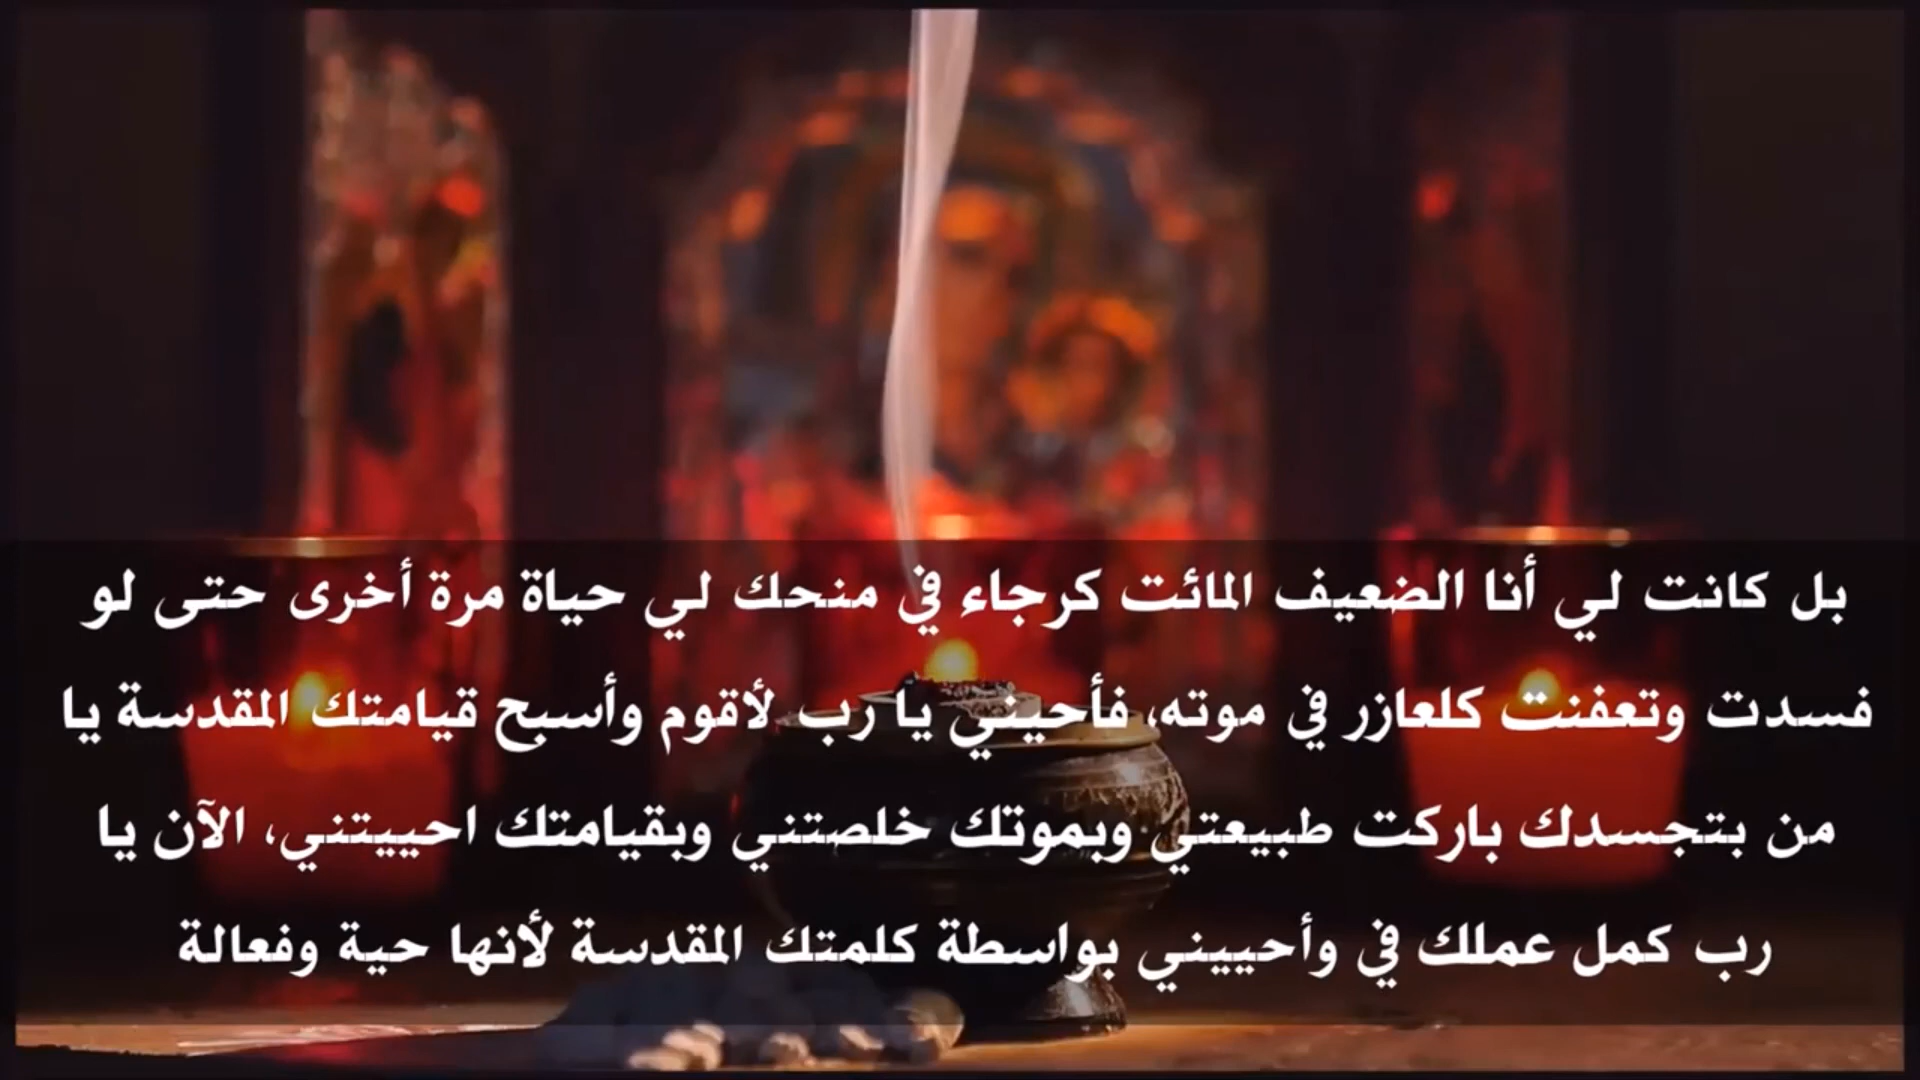 بل كانت لي أنا الضعيف المائت كرجاء في منحك لي حياة مرة أخرى حتى لو
فسدت وتعفنت كلعازر في موته، فأحيني يا رب لأقوم وأسبح قيامتك المقدسة يا
من بتجسدك باركت طبيعتي وبموتك خلصتني وبقيامتك احييتني، الآن يا
رب كمل عملك في وأحييني بواسطة كلمتك المقدسة لأنها حية وفعالة